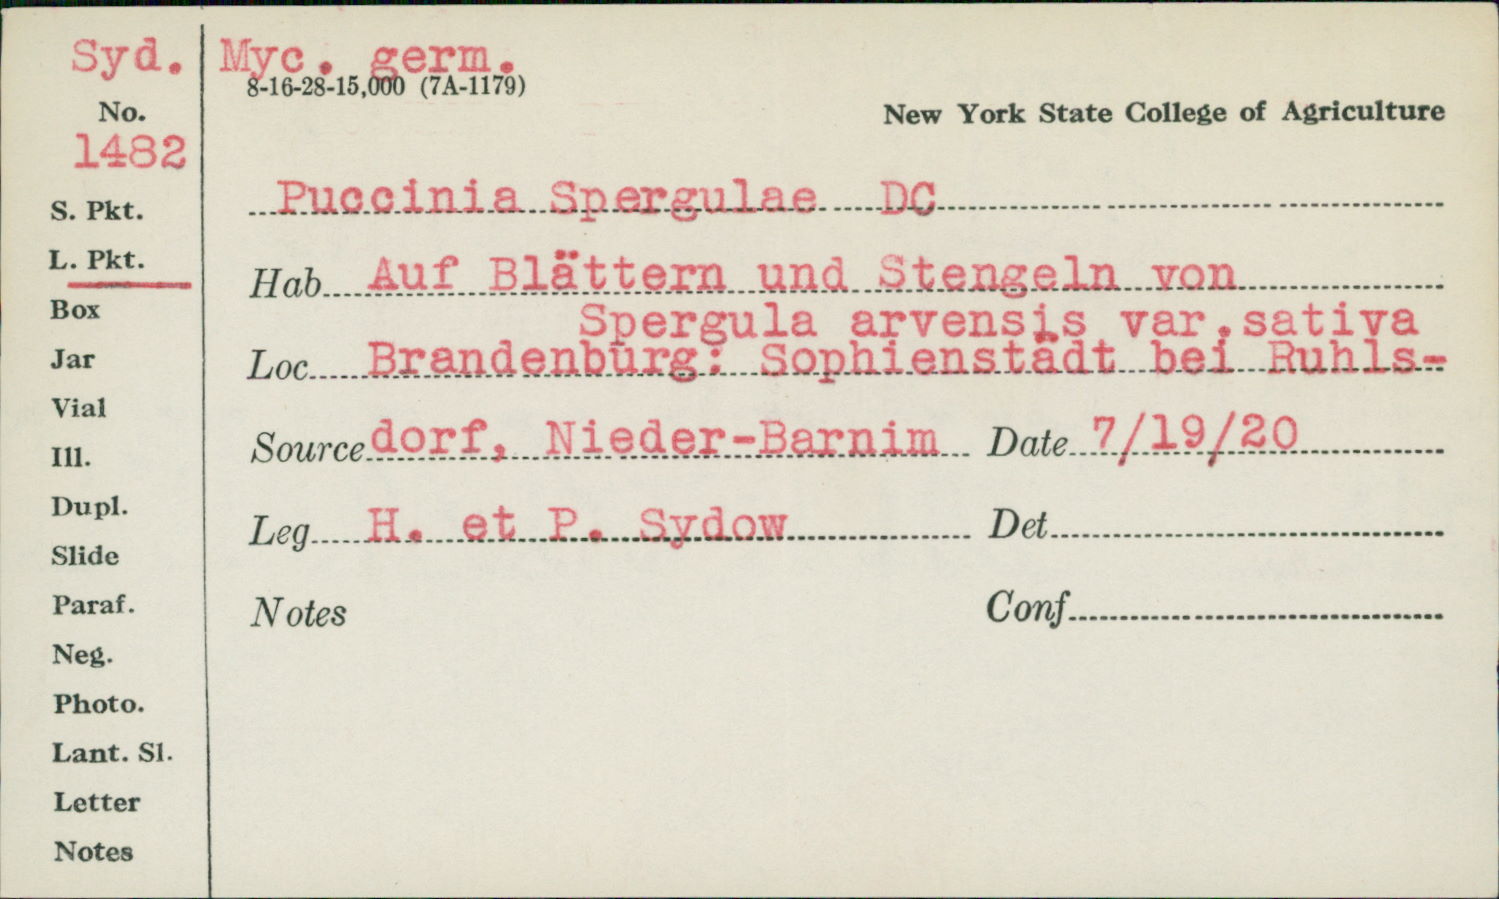 Syd. Myc. germ.
8-16-28-15,000 (7A-1179)
New York State College of Agriculture
No.
1482
S. Pkt.
L. Pkt.
Box
Jar
Vial
Ill.
Dupl.
Slide
Paraf.
Neg.
Photo.
Lant. Sl.
Letter
Notes
Puccinia Spergulae DC
Hab Auf Blättern und Stengeln von
Spergula arvensis var.sativa
Loc Brandenburg: Sophienstädt bei Ruhls-
Source dorf, Nieder-Barnim Date 7/19/20
Leg H. et P. Sydow Det
Notes Conf